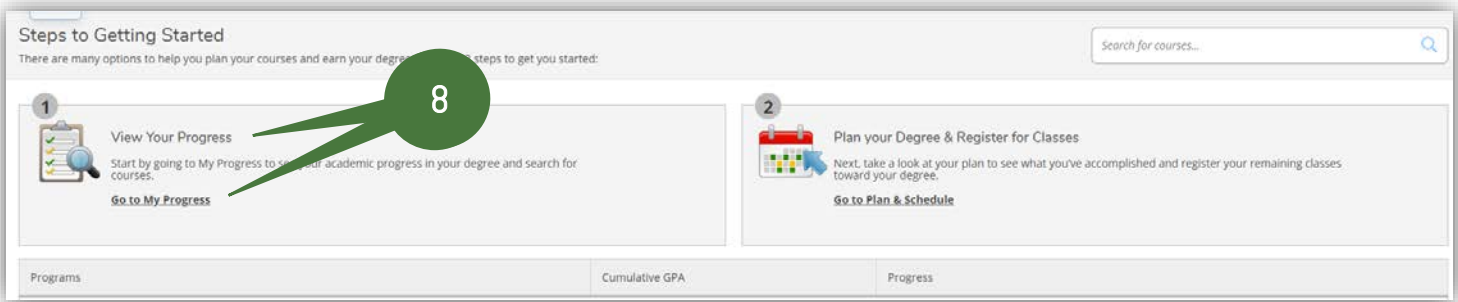 Steps to Getting Started
Search for courses...
There are many options to help you plan your courses and earn your degree steps to get you started:
8
1
View Your Progress
Start by going to My Progress to see your academic progress in your degree and search for
courses.
Go to My Progress
2
Plan your Degree & Register for Classes
Next, take a look at your plan to see what you've accomplished and register your remaining classes
toward your degree.
Go to Plan & Schedule
Programs Cumulative GPA Progress